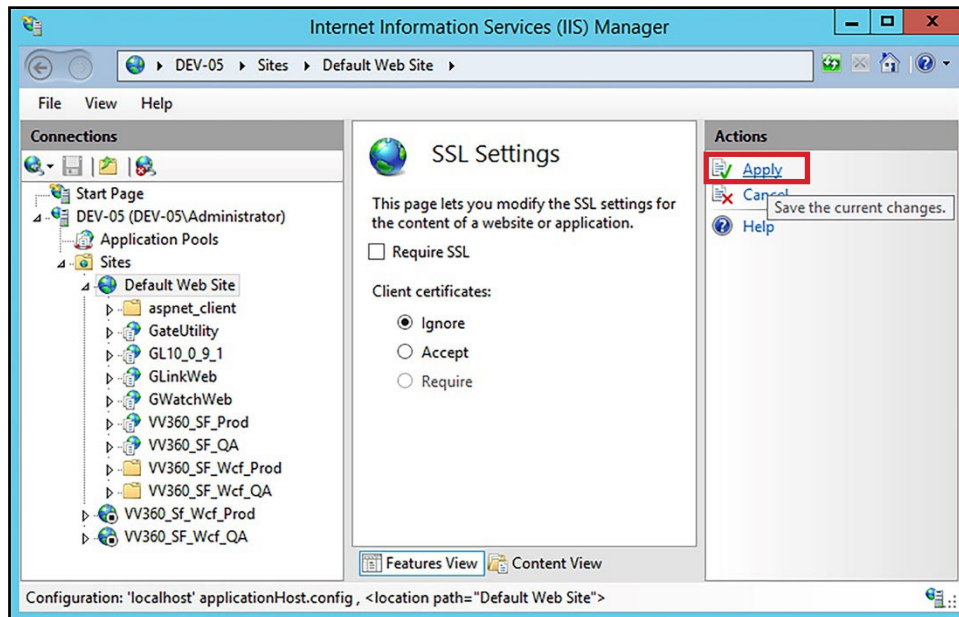 Internet Information Services (IIS) Manager
DEV-05 Sites Default Web Site
File View Help
Connections
Start Page
DEV-05 (DEV-05\Administrator)
Application Pools
Sites
Default Web Site
aspnet_client
GateUtility
GL10_0_9_1
GLinkWeb
GWatchWeb
VV360_SF_Prod
VV360_SF_QA
VV360_SF_Wcf_Prod
VV360_SF_Wcf_QA
VV360_Sf_Wcf_Prod
VV360_SF_Wcf_QA
SSL Settings
This page lets you modify the SSL settings for
the content of a website or application.
Require SSL
Client certificates:
Ignore
Accept
Require
Features View Content View
Actions
Apply
Cancel
Save the current changes.
Help
Configuration: 'localhost' applicationHost.config , <location path="Default Web Site">